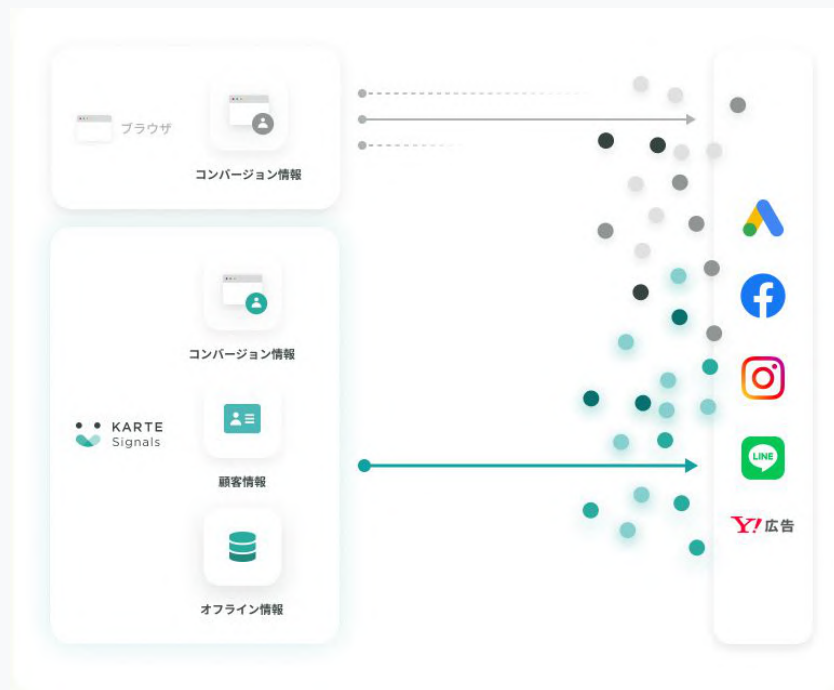 ブラウザ
コンバージョン情報
コンバージョン情報
KARTE
Signals
顧客情報
オフライン情報
LINE
Y! 広告